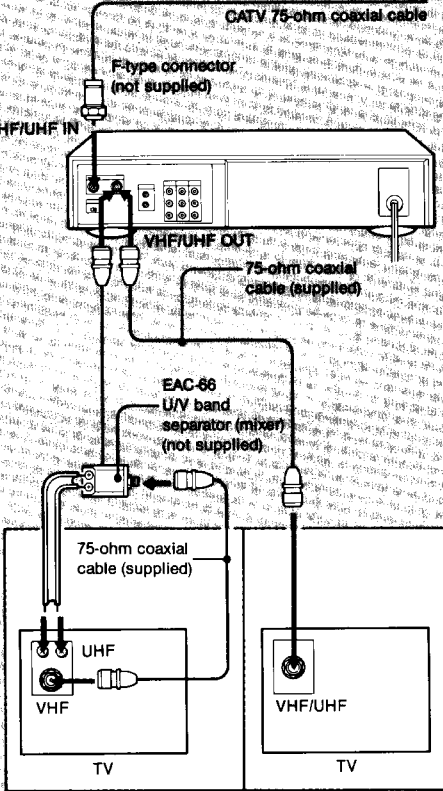 CATV 75-ohm coaxial cable
F-type connector
(not supplied)
HF/UHF IN
VHF/UHF OUT
75-ohm coaxial
cable (supplied)
EAC-66
U/V band
separator (mixer)
(not supplied)
75-ohm coaxial
cable (supplied)
UHF
VHF
VHF/UHF
TV
TV